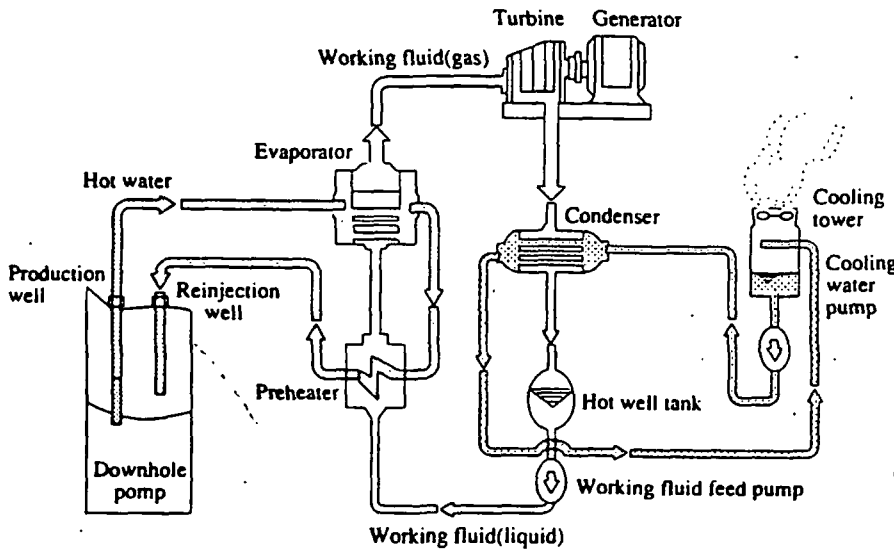 Turbine
Generator
Working fluid(gas)
Evaporator
Hot water
Condenser
Cooling
tower
Cooling
water
pump
Production
well
Reinjection
well
Preheater
Hot well tank
Downhole
pomp
Working fluid feed pump
Working fluid(liquid)